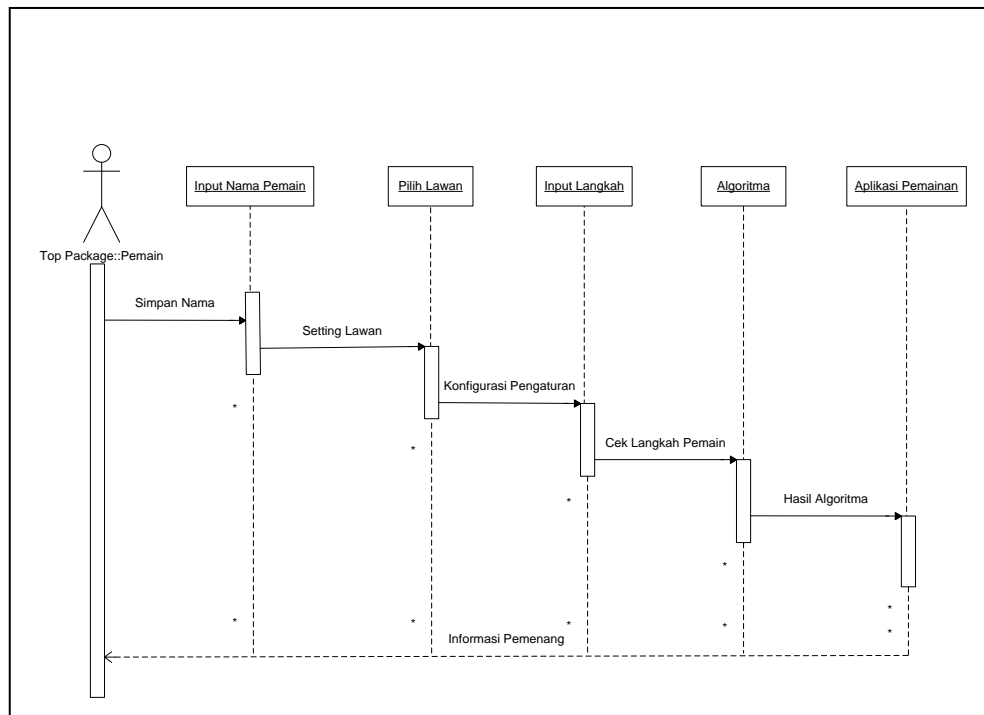 Input Nama Pemain
Pilih Lawan
Input Langkah
Algoritma
Aplikasi Pemainan
Top Package::Pemain
Simpan Nama
Setting Lawan
Konfigurasi Pengaturan
*
Cek Langkah Pemain
*
Hasil Algoritma
*
*
*
*
*
*
*
*
Informasi Pemenang